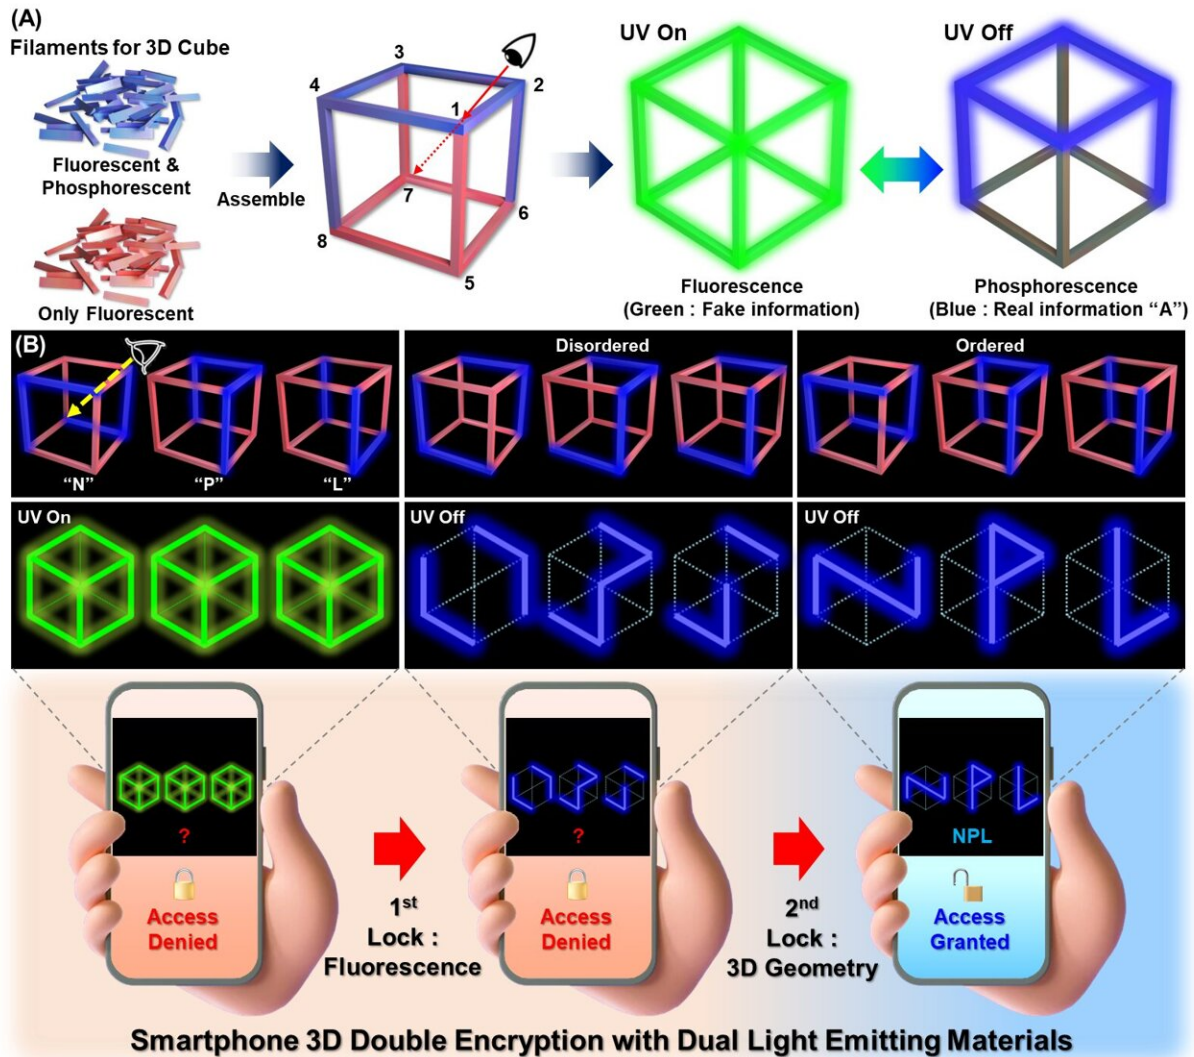 (A)
Filaments for 3D Cube
Fluorescent &
Phosphorescent
Only Fluorescent
Assemble
3
4
2
1
7
6
8
5
UV On
Fluorescence
(Green : Fake information)
UV Off
Phosphorescence
(Blue : Real information “A”)
(B)
“N”
“P”
“L”
Disordered
Ordered
UV On
UV Off
UV Off
?
Access
Denied
1st
Lock :
Fluorescence
?
Access
Denied
2nd
Lock :
3D Geometry
NPL
Access
Granted
Smartphone 3D Double Encryption with Dual Light Emitting Materials